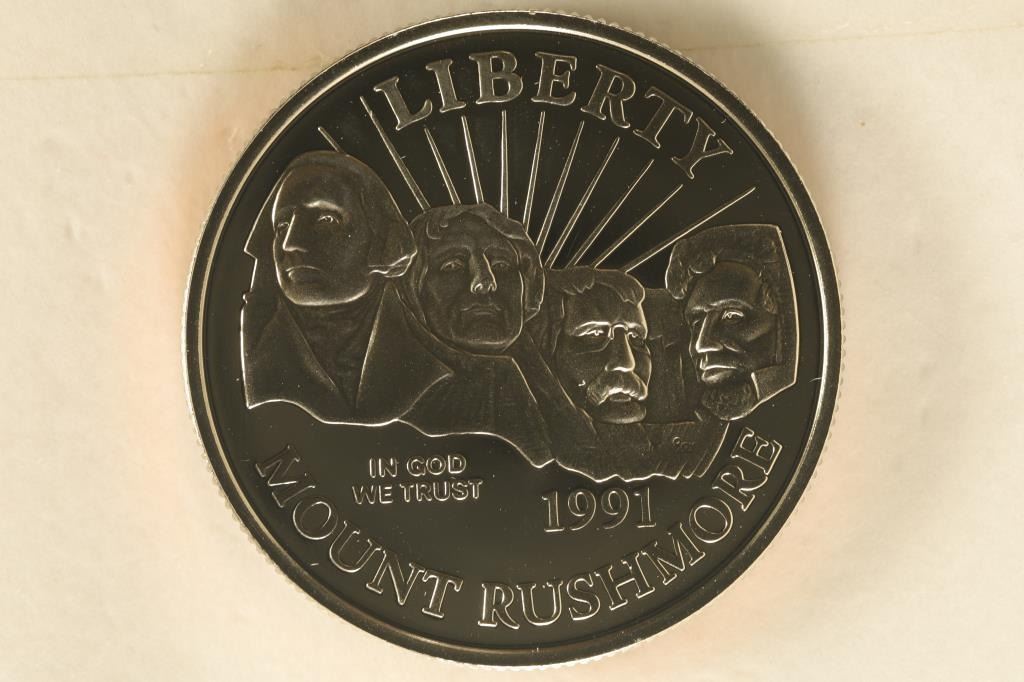 LIBERTY
IN GOD
WE TRUST
1991
MOUNT RUSHMORE